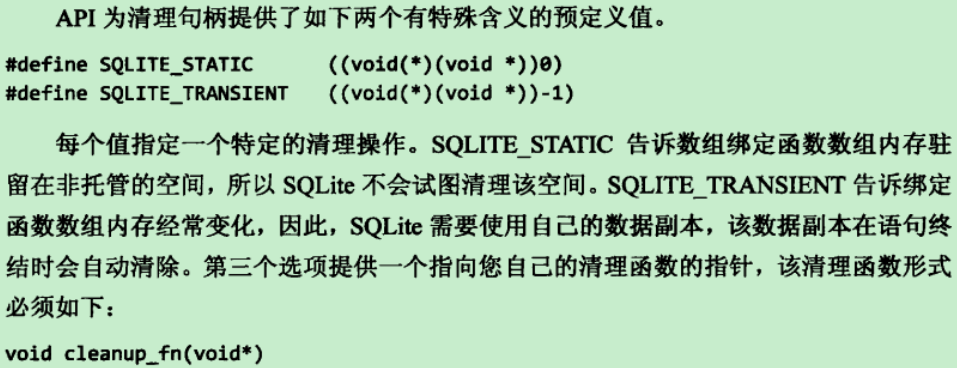 API 为清理句柄提供了如下两个有特殊含义的预定义值。
#define SQLITE_STATIC ((void(*)(void *))0)
#define SQLITE_TRANSIENT ((void(*)(void *))-1)
每个值指定一个特定的清理操作。SQLITE_STATIC 告诉数组绑定函数数组内存驻
留在非托管的空间，所以 SQLite 不会试图清理该空间。SQLITE_TRANSIENT 告诉绑定
函数数组内存经常变化，因此，SQLite 需要使用自己的数据副本，该数据副本在语句终
结时会自动清除。第三个选项提供一个指向您自己的清理函数的指针，该清理函数形式
必须如下：
void cleanup_fn(void*)